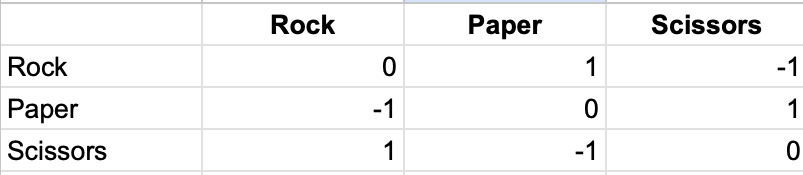 Rock Paper Scissors
Rock 0 1 -1
Paper -1 0 1
Scissors 1 -1 0